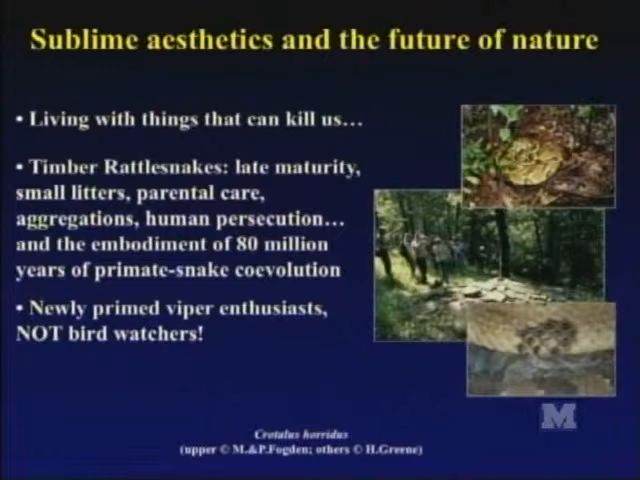 Sublime aesthetics and the future of nature
• Living with things that can kill us…
• Timber Rattlesnakes: late maturity,
small litters, parental care,
aggregations, human persecution…
and the embodiment of 80 million
years of primate-snake coevolution
• Newly primed viper enthusiasts,
NOT bird watchers!
M
Crotalus horridus
(upper © M.&P.Fogden; others © H.Greene)